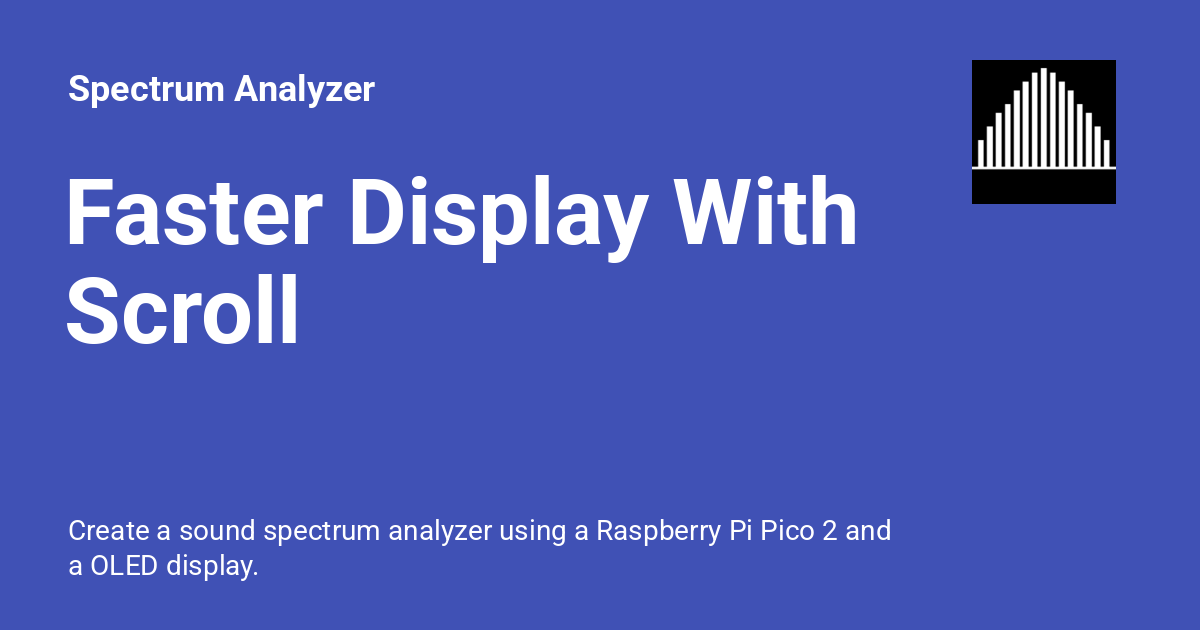 Spectrum Analyzer
Faster Display With
Scroll
Create a sound spectrum analyzer using a Raspberry Pi Pico 2 and
a OLED display.